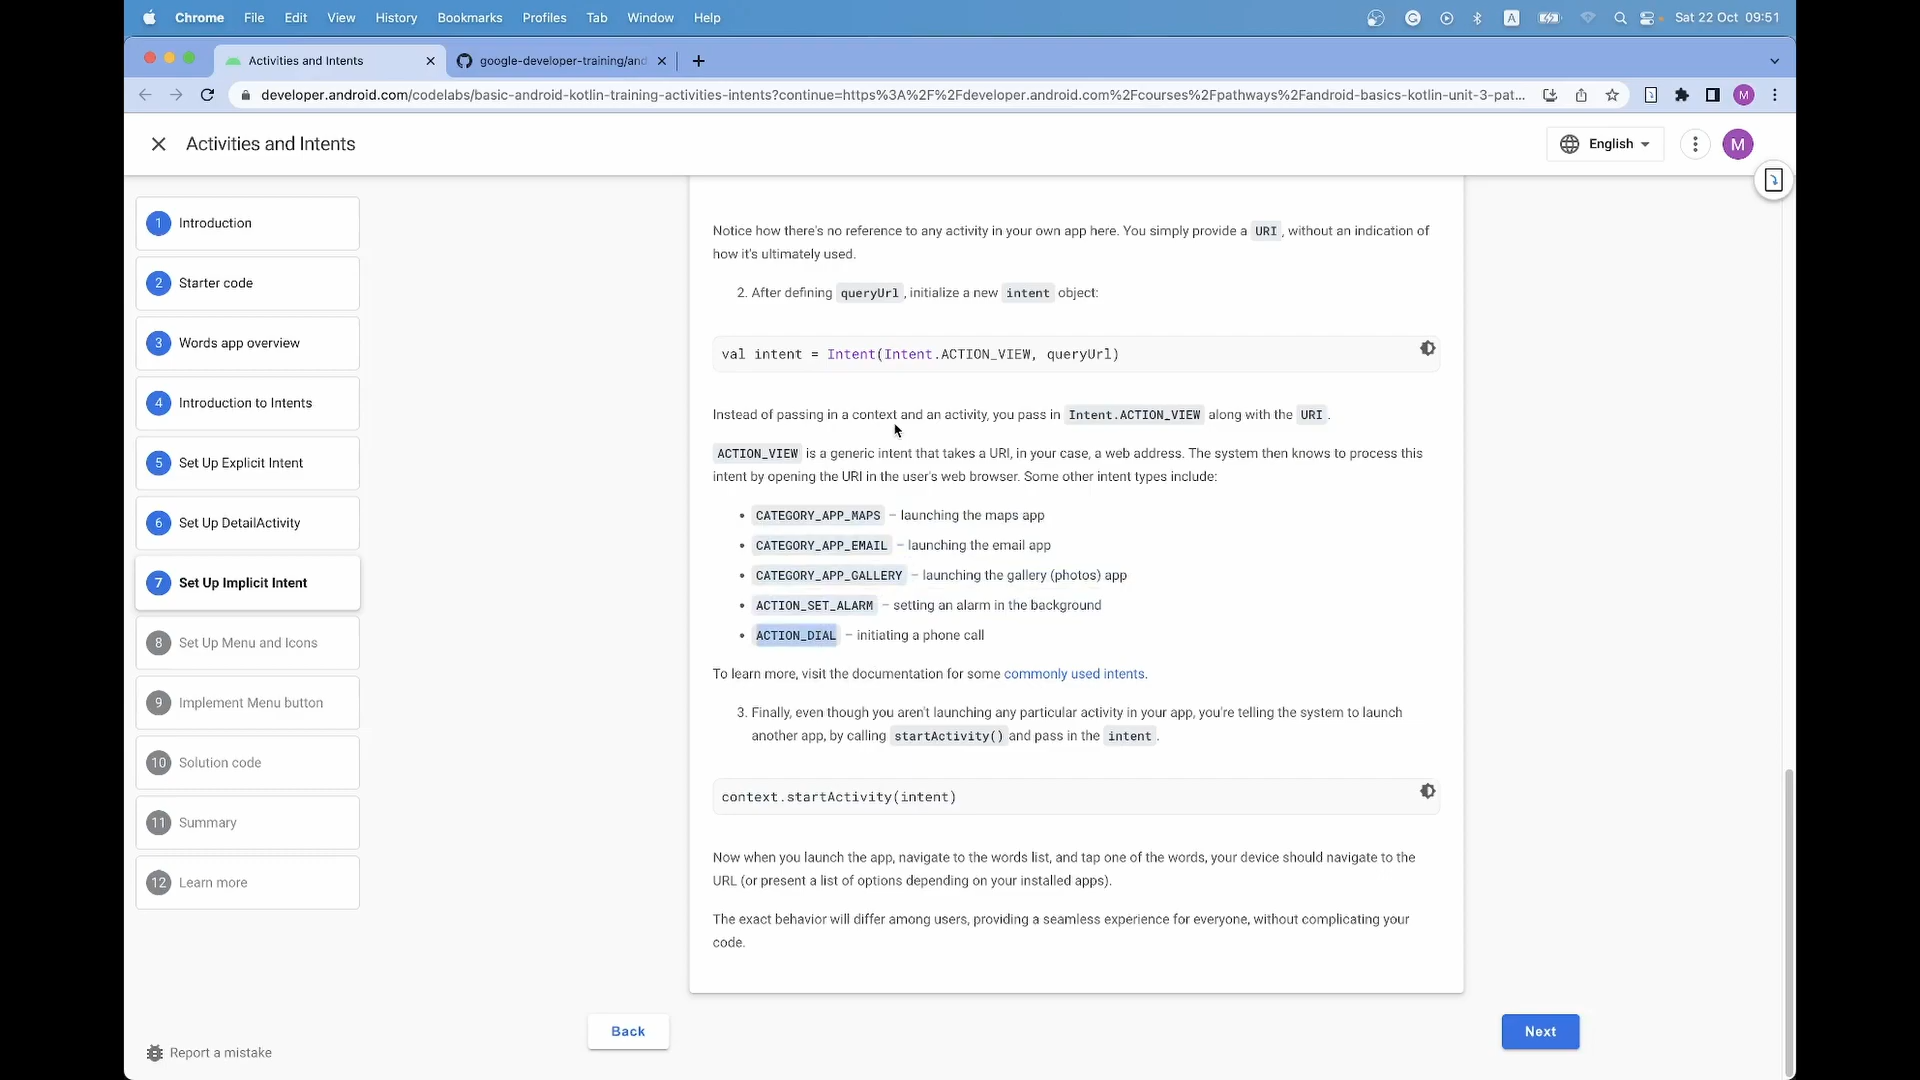 Chrome File Edit View History Bookmarks Profiles Tab Window Help A Sat 22 Oct 09:51
Activities and Intents google-developer-training/and
developer.android.com/codelabs/basic-android-kotlin-training-activities-intents?continue=https%3A%2F%2Fdeveloper.android.com%2Fcourses%2Fpathways%2Fandroid-basics-kotlin-unit-3-pat... M
Activities and Intents English M
1 Introduction
2 Starter code
3 Words app overview
4 Introduction to Intents
5 Set Up Explicit Intent
6 Set Up DetailActivity
7 Set Up Implicit Intent
8 Set Up Menu and Icons
9 Implement Menu button
10 Solution code
11 Summary
12 Learn more
Report a mistake
Notice how there's no reference to any activity in your own app here. You simply provide a URI, without an indication of
how it's ultimately used.
2. After defining queryUrl, initialize a new intent object:
val intent = Intent(Intent.ACTION_VIEW, queryUrl)
Instead of passing in a context and an activity, you pass in Intent.ACTION_VIEW along with the URI.
ACTION_VIEW is a generic intent that takes a URI, in your case, a web address. The system then knows to process this
intent by opening the URI in the user's web browser. Some other intent types include:
• CATEGORY_APP_MAPS – launching the maps app
• CATEGORY_APP_EMAIL – launching the email app
• CATEGORY_APP_GALLERY – launching the gallery (photos) app
• ACTION_SET_ALARM – setting an alarm in the background
• ACTION_DIAL – initiating a phone call
To learn more, visit the documentation for some commonly used intents.
3. Finally, even though you aren't launching any particular activity in your app, you're telling the system to launch
another app, by calling startActivity() and pass in the intent.
context.startActivity(intent)
Now when you launch the app, navigate to the words list, and tap one of the words, your device should navigate to the
URL (or present a list of options depending on your installed apps).
The exact behavior will differ among users, providing a seamless experience for everyone, without complicating your
code.
Back Next